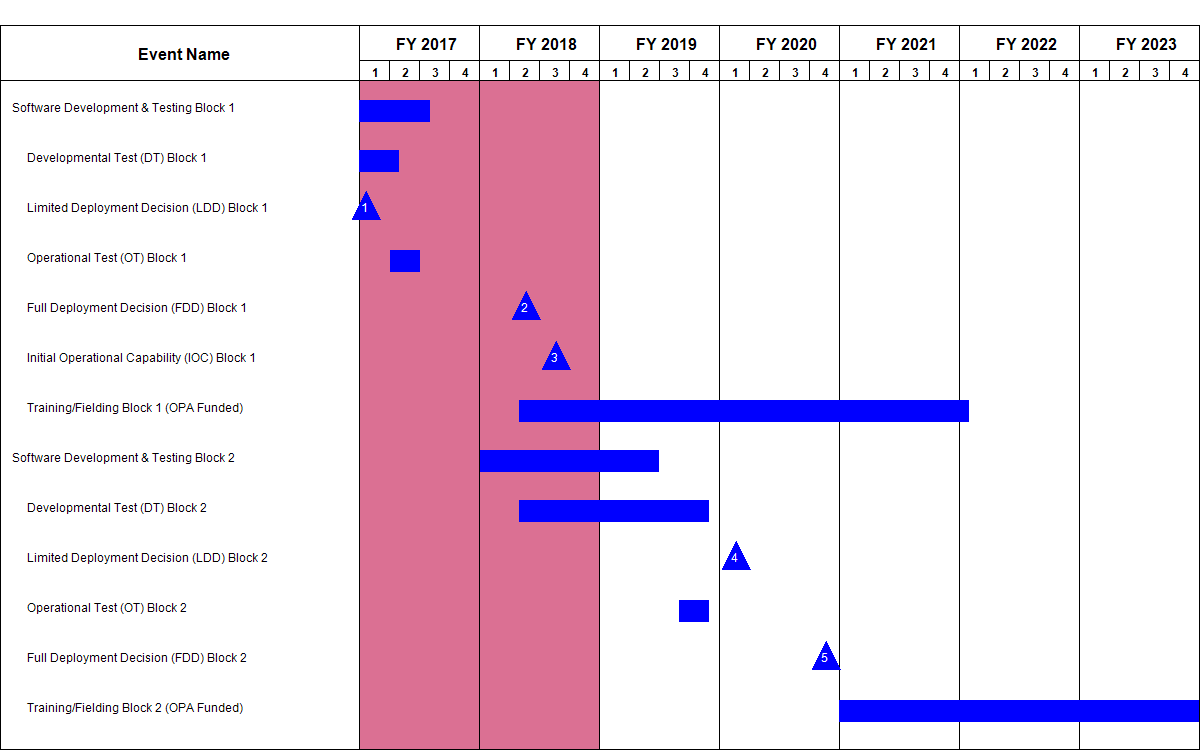 Event Name FY 2017 FY 2018 FY 2019 FY 2020 FY 2021 FY 2022 FY 2023
1 2 3 4 1 2 3 4 1 2 3 4 1 2 3 4 1 2 3 4 1 2 3 4 1 2 3 4
Software Development & Testing Block 1
Developmental Test (DT) Block 1
Limited Deployment Decision (LDD) Block 1 1
Operational Test (OT) Block 1
Full Deployment Decision (FDD) Block 1 2
Initial Operational Capability (IOC) Block 1 3
Training/Fielding Block 1 (OPA Funded)
Software Development & Testing Block 2
Developmental Test (DT) Block 2
Limited Deployment Decision (LDD) Block 2 4
Operational Test (OT) Block 2
Full Deployment Decision (FDD) Block 2 5
Training/Fielding Block 2 (OPA Funded)